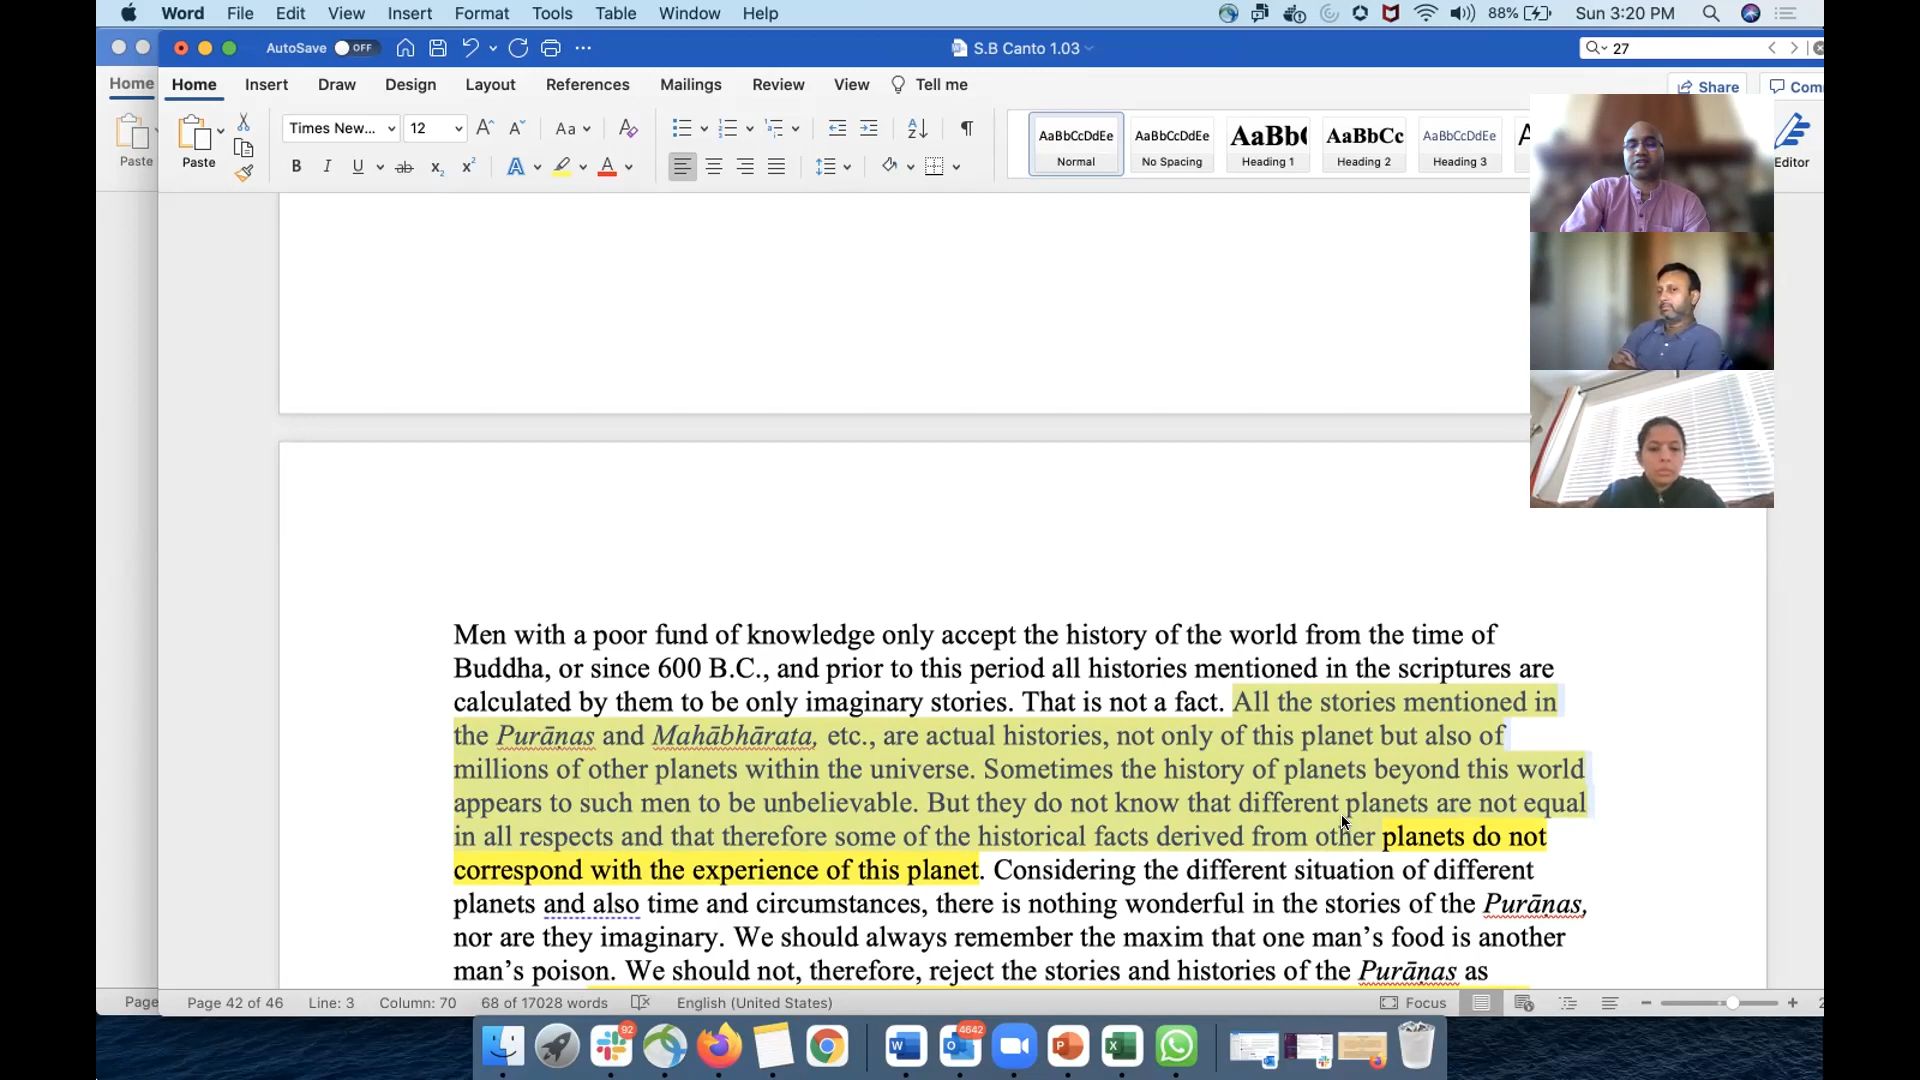 Word File Edit View Insert Format Tools Table Window Help 88% Sun 3:20 PM
AutoSave OFF S.B Canto 1.03 27
Home Home Insert Draw Design Layout References Mailings Review View Tell me Share Com
Paste Paste Times New... 12 Aa
AaBbCcDdEe AaBbCcDdEe AaBb( AaBbCc AaBbCcDdEe
Normal No Spacing Heading 1 Heading 2 Heading 3 Editor
Men with a poor fund of knowledge only accept the history of the world from the time of
Buddha, or since 600 B.C., and prior to this period all histories mentioned in the scriptures are
calculated by them to be only imaginary stories. That is not a fact. All the stories mentioned in
the Purāṇas and Mahābhārata, etc., are actual histories, not only of this planet but also of
millions of other planets within the universe. Sometimes the history of planets beyond this world
appears to such men to be unbelievable. But they do not know that different planets are not equal
in all respects and that therefore some of the historical facts derived from other planets do not
correspond with the experience of this planet. Considering the different situation of different
planets and also time and circumstances, there is nothing wonderful in the stories of the Purāṇas,
nor are they imaginary. We should always remember the maxim that one man's food is another
man's poison. We should not, therefore, reject the stories and histories of the Purāṇas as
Page Page 42 of 46 Line: 3 Column: 70 68 of 17028 words English (United States) Focus
92 4642